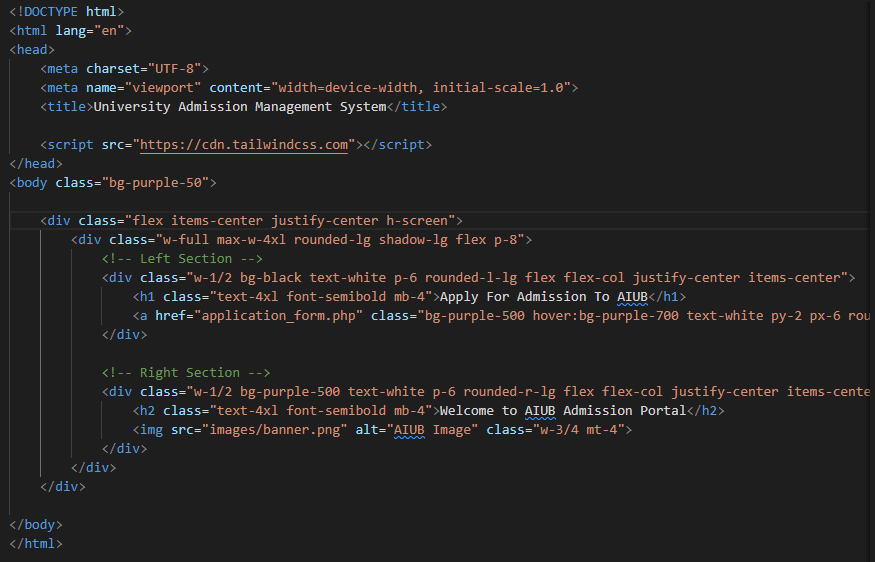 <!DOCTYPE html>
<html lang="en">
<head>
    <meta charset="UTF-8">
    <meta name="viewport" content="width=device-width, initial-scale=1.0">
    <title>University Admission Management System</title>

    <script src="https://cdn.tailwindcss.com"></script>
</head>
<body class="bg-purple-50">

    <div class="flex items-center justify-center h-screen">
        <div class="w-full max-w-4xl rounded-lg shadow-lg flex p-8">
            <!-- Left Section -->
            <div class="w-1/2 bg-black text-white p-6 rounded-l-lg flex flex-col justify-center items-center">
                <h1 class="text-4xl font-semibold mb-4">Apply For Admission To AIUB</h1>
                <a href="application_form.php" class="bg-purple-500 hover:bg-purple-700 text-white py-2 px-6 rou
            </div>

            <!-- Right Section -->
            <div class="w-1/2 bg-purple-500 text-white p-6 rounded-r-lg flex flex-col justify-center items-cente
                <h2 class="text-4xl font-semibold mb-4">Welcome to AIUB Admission Portal</h2>
                <img src="images/banner.png" alt="AIUB Image" class="w-3/4 mt-4">
            </div>
        </div>
    </div>

</body>
</html>